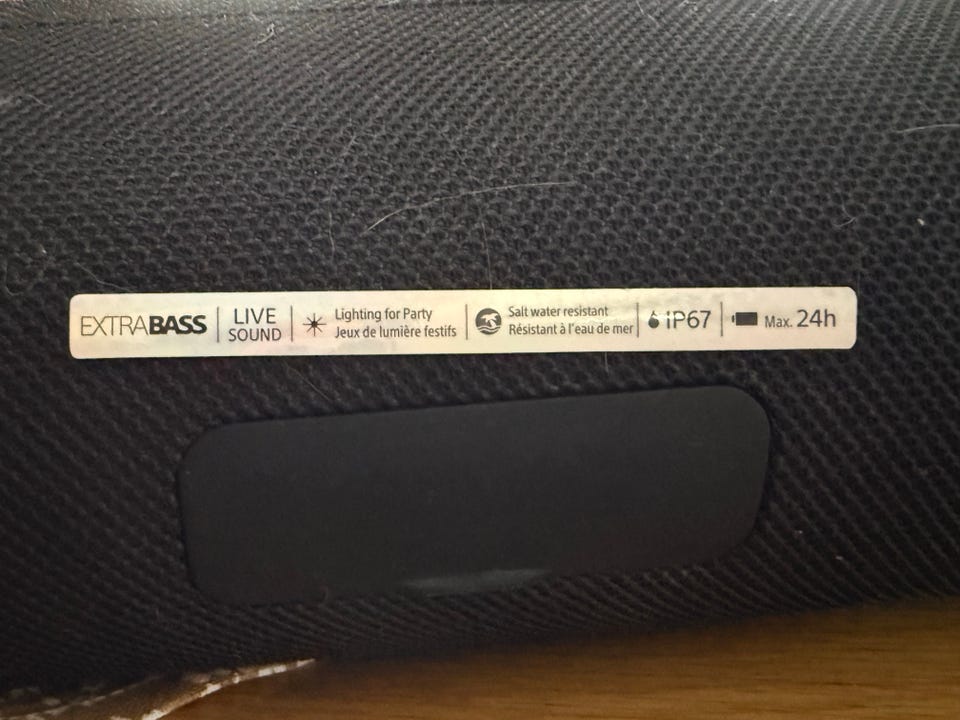 EXTRABASS
LIVE
SOUND
Lighting for Party
Jeux de lumière festifs
Salt water resistant
Résistant à l'eau de mer
IP67
Max. 24h